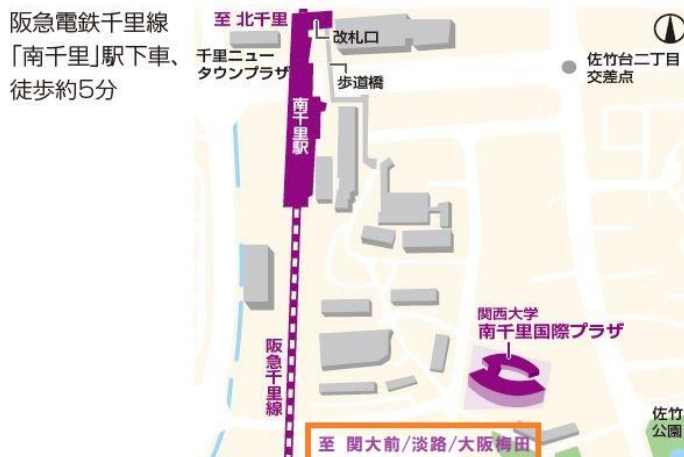 阪急電鉄千里線
「南千里」駅下車、
徒歩約5分
至 北千里
改札口
千里ニュー
タウンプラザ
歩道橋
佐竹台二丁目
交差点
南千里駅
関西大学
南千里国際プラザ
阪急千里線
佐竹
公園
至 関大前/淡路/大阪梅田